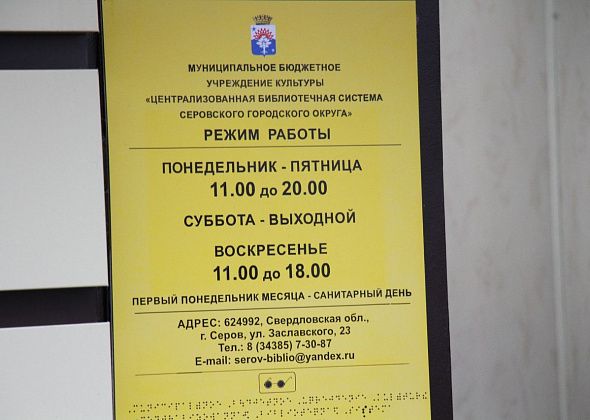 МУНИЦИПАЛЬНОЕ БЮДЖЕТНОЕ
УЧРЕЖДЕНИЕ КУЛЬТУРЫ
«ЦЕНТРАЛИЗОВАННАЯ БИБЛИОТЕЧНАЯ СИСТЕМА
СЕРОВСКОГО ГОРОДСКОГО ОКРУГА»
РЕЖИМ РАБОТЫ
ПОНЕДЕЛЬНИК - ПЯТНИЦА
11.00 до 20.00
СУББОТА - ВЫХОДНОЙ
ВОСКРЕСЕНЬЕ
11.00 до 18.00
ПЕРВЫЙ ПОНЕДЕЛЬНИК МЕСЯЦА - САНИТАРНЫЙ ДЕНЬ
АДРЕС: 624992, Свердловская обл.,
г. Серов, ул. Заславского, 23
Тел.: 8 (34385) 7-30-87
E-mail: serov-biblio@yandex.ru